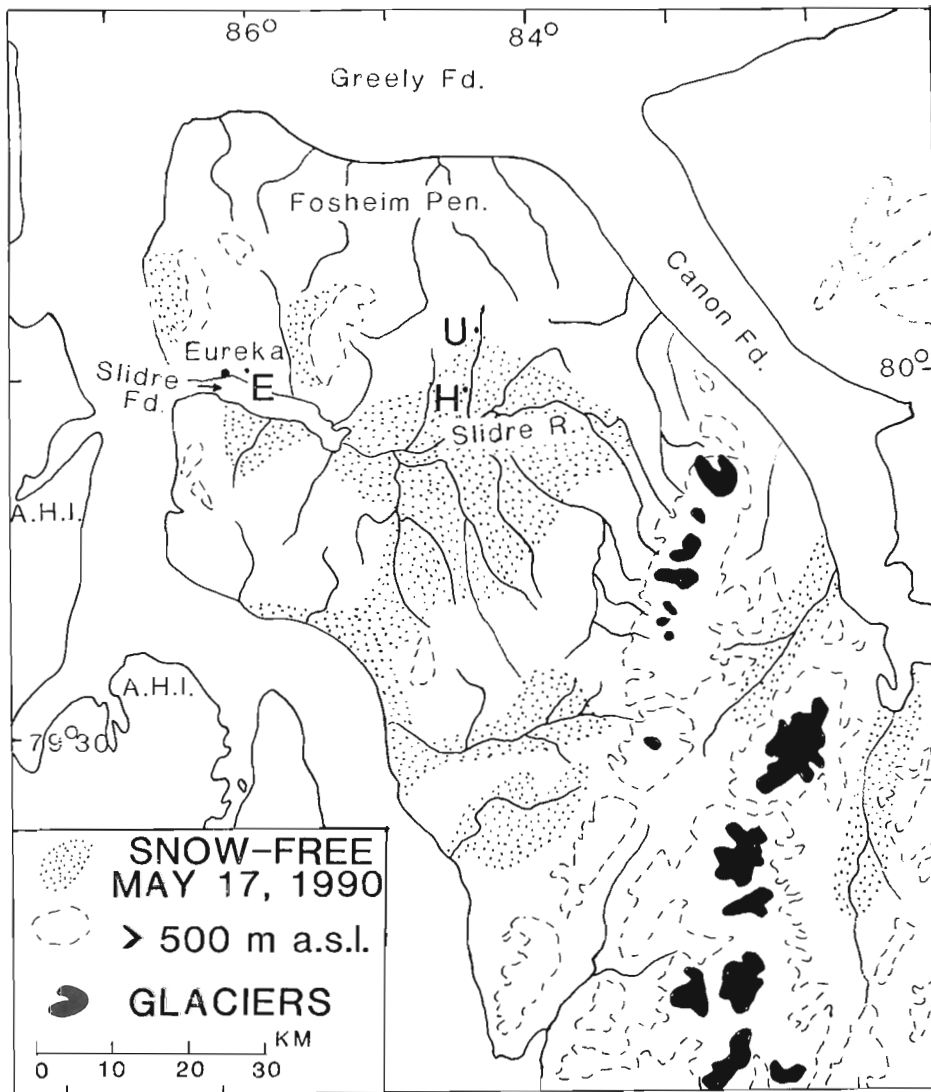 86°
84°
Greely Fd.
Fosheim Pen.
Canon Fd.
U
Eureka
80°
Slidre
Fd.
E
H
Slidre R.
A.H.I.
A.H.I.
79°30
SNOW-FREE
MAY 17, 1990
> 500 m a.s.l.
GLACIERS
KM
0 10 20 30